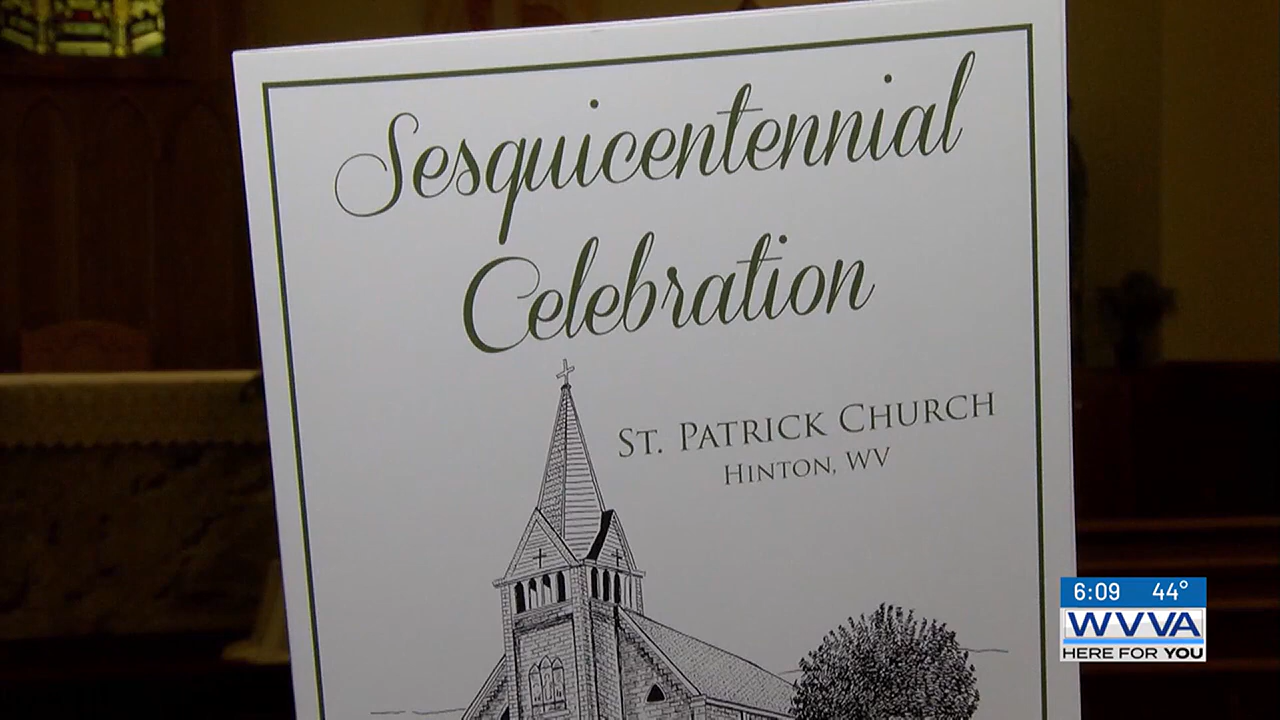 Sesquicentennial
Celebration
St. Patrick Church
Hinton, WV
6:09 44°
WVVA
HERE FOR YOU